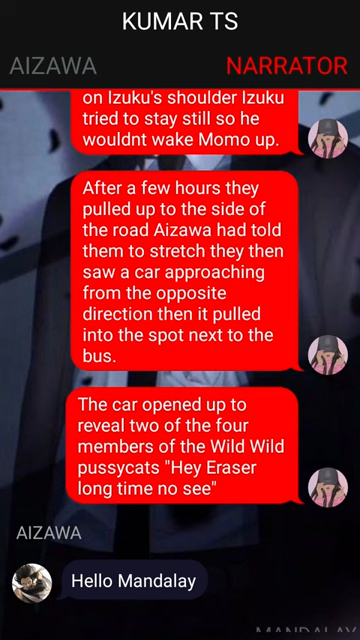 KUMAR TS
AIZAWA
NARRATOR
on Izuku's shoulder Izuku
tried to stay still so he
wouldnt wake Momo up.
After a few hours they
pulled up to the side of
the road Aizawa had told
them to stretch they then
saw a car approaching
from the opposite
direction then it pulled
into the spot next to the
bus.
The car opened up to
reveal two of the four
members of the Wild Wild
pussycats "Hey Eraser
long time no see"
AIZAWA
Hello Mandalay
MANDALAY